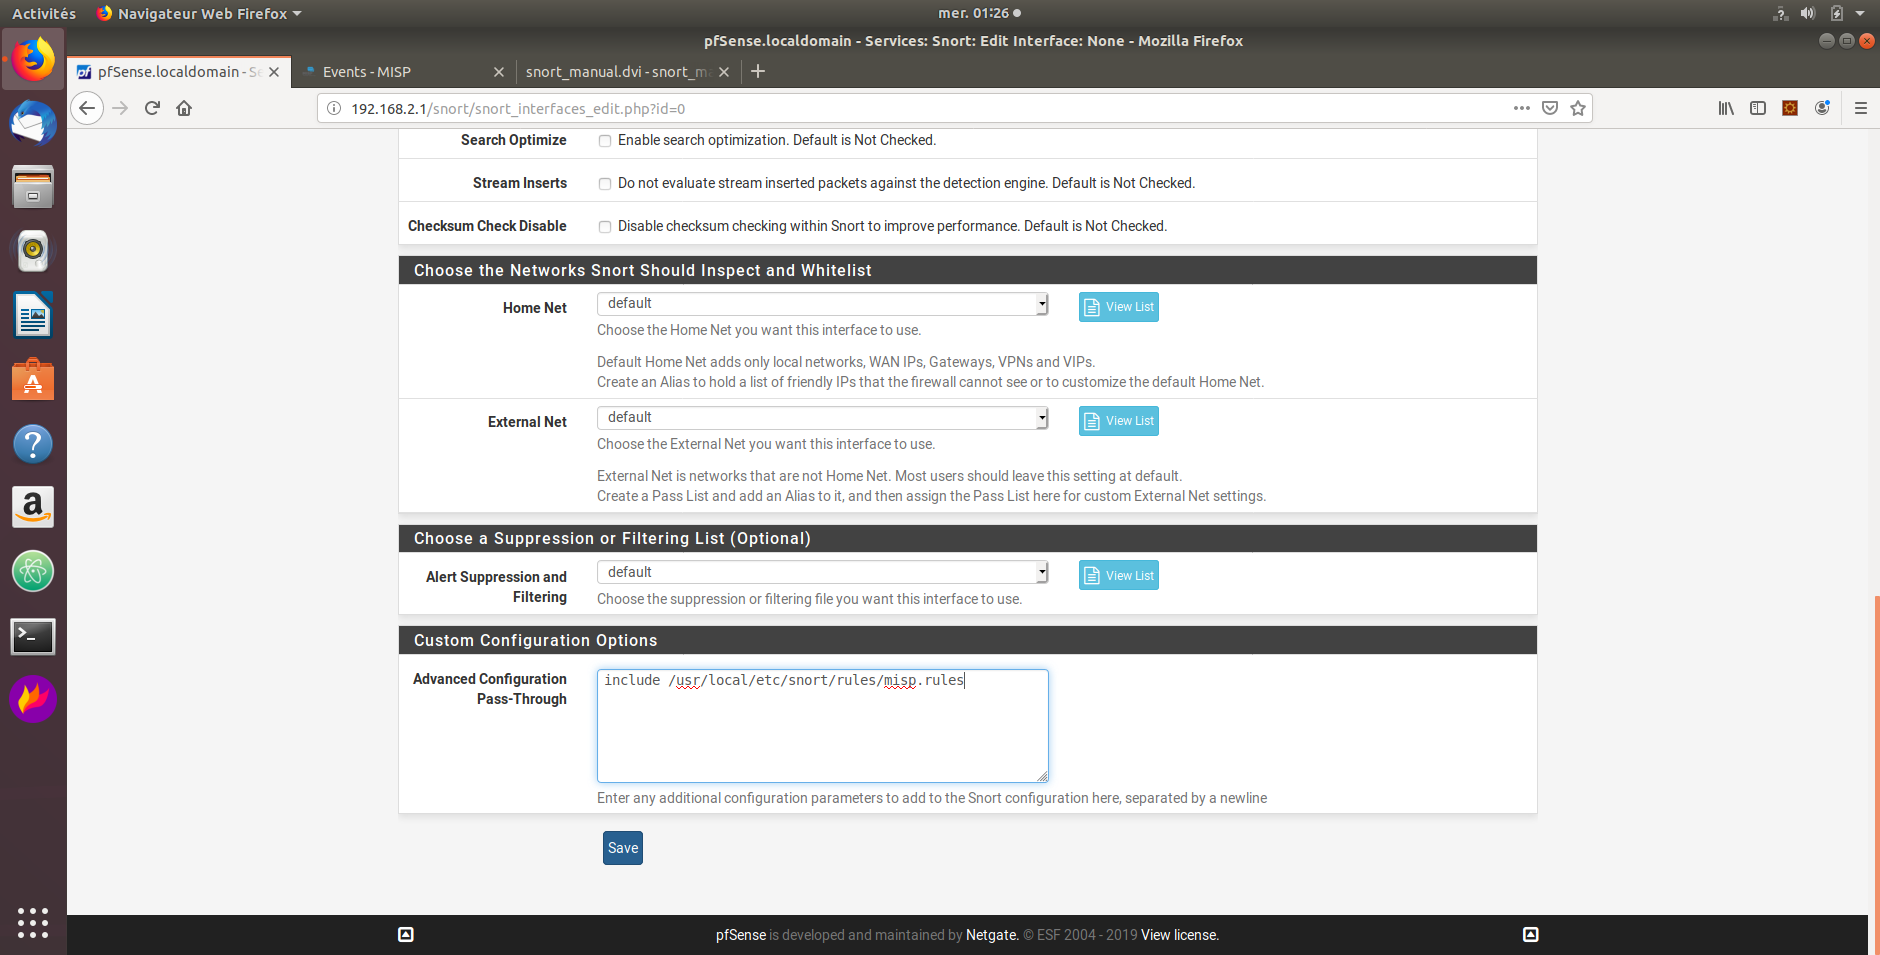 Activités
Navigateur Web Firefox
mer. 01:26
pfSense.localdomain - Services: Snort: Edit Interface: None - Mozilla Firefox
pfSense.localdomain - Se
Events - MISP
snort_manual.dvi - snort_ma
192.168.2.1/snort/snort_interfaces_edit.php?id=0
Search Optimize
Enable search optimization. Default is Not Checked.
Stream Inserts
Do not evaluate stream inserted packets against the detection engine. Default is Not Checked.
Checksum Check Disable
Disable checksum checking within Snort to improve performance. Default is Not Checked.
Choose the Networks Snort Should Inspect and Whitelist
Home Net
default
View List
Choose the Home Net you want this interface to use.
Default Home Net adds only local networks, WAN IPs, Gateways, VPNs and VIPs.
Create an Alias to hold a list of friendly IPs that the firewall cannot see or to customize the default Home Net.
External Net
default
View List
Choose the External Net you want this interface to use.
External Net is networks that are not Home Net. Most users should leave this setting at default.
Create a Pass List and add an Alias to it, and then assign the Pass List here for custom External Net settings.
Choose a Suppression or Filtering List (Optional)
Alert Suppression and
Filtering
default
View List
Choose the suppression or filtering file you want this interface to use.
Custom Configuration Options
Advanced Configuration
Pass-Through
include /usr/local/etc/snort/rules/misp.rules
Enter any additional configuration parameters to add to the Snort configuration here, separated by a newline
Save
pfSense is developed and maintained by Netgate. © ESF 2004 - 2019 View license.